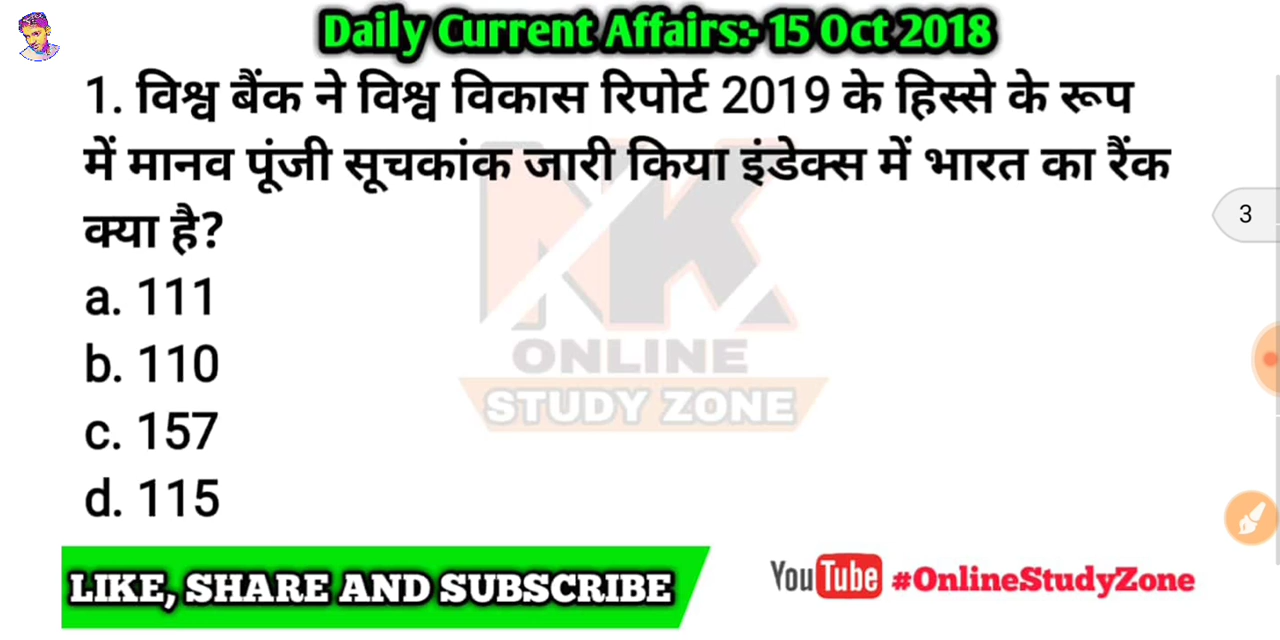 Daily Current Affairs:- 15 Oct 2018
1. विश्व बैंक ने विश्व विकास रिपोर्ट 2019 के हिस्से के रूप
में मानव पूंजी सूचकांक जारी किया इंडेक्स में भारत का रैंक
क्या है?
3
a. 111
b. 110
c. 157
d. 115
NK
ONLINE
STUDY ZONE
LIKE, SHARE AND SUBSCRIBE
YouTube #OnlineStudyZone